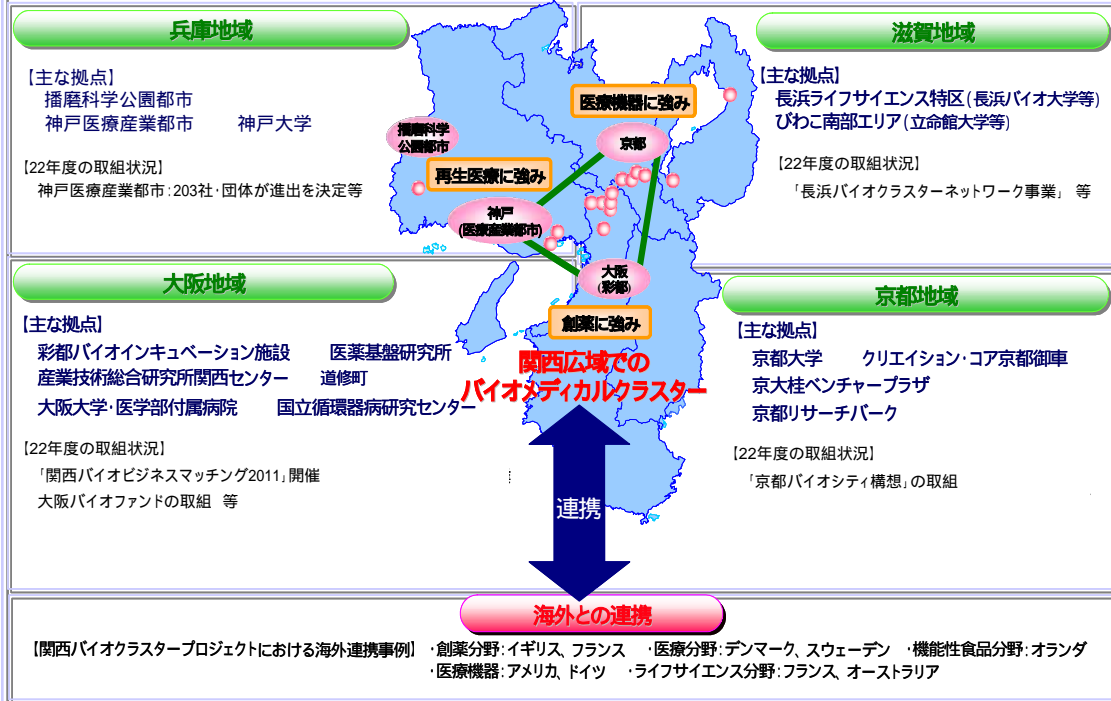 兵庫地域
【主な拠点】
播磨科学公園都市
神戸医療産業都市　神戸大学
【22年度の取組状況】
神戸医療産業都市:203社・団体が進出を決定等
滋賀地域
【主な拠点】
長浜ライフサイエンス特区(長浜バイオ大学等)
びわこ南部エリア(立命館大学等)
【22年度の取組状況】
「長浜バイオクラスターネットワーク事業」 等
医療機器に強み
播磨科学
公園都市
京都
再生医療に強み
神戸
(医療産業都市)
大阪
(彩都)
創薬に強み
関西広域での
バイオメディカルクラスター
大阪地域
【主な拠点】
彩都バイオインキュベーション施設　医薬基盤研究所
産業技術総合研究所関西センター　道修町
大阪大学・医学部付属病院　国立循環器病研究センター
【22年度の取組状況】
「関西バイオビジネスマッチング2011」開催
大阪バイオファンドの取組 等
京都地域
【主な拠点】
京都大学　クリエイション・コア京都御車
京大桂ベンチャープラザ
京都リサーチパーク
【22年度の取組状況】
「京都バイオシティ構想」の取組
連携
海外との連携
【関西バイオクラスタープロジェクトにおける海外連携事例】 ・創薬分野:イギリス、フランス ・医療分野:デンマーク、スウェーデン ・機能性食品分野:オランダ
・医療機器:アメリカ、ドイツ ・ライフサイエンス分野:フランス、オーストラリア